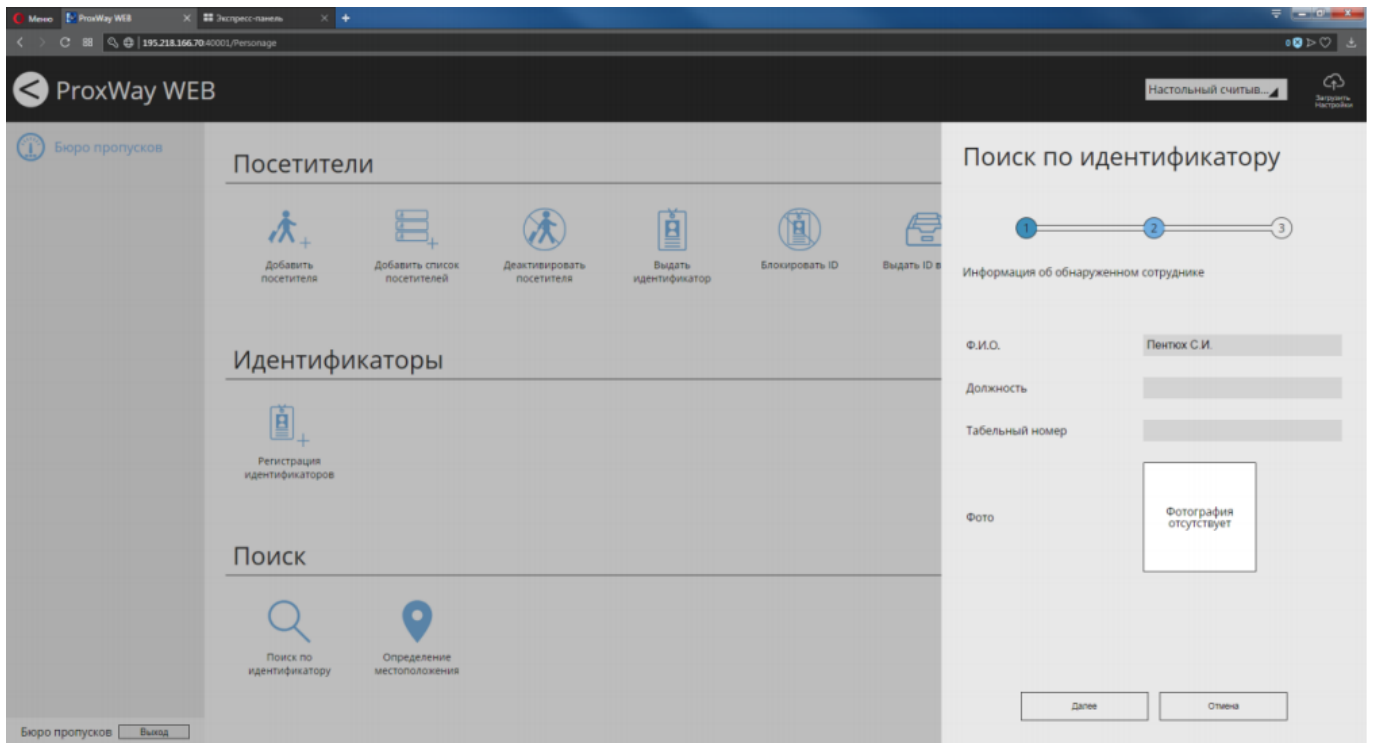 Меню ProxWay WEB Экспресс-панель
195.218.166.70:40001/Personage
0
ProxWay WEB
Настольный считыв...
Загрузить
Настройки
Бюро пропусков
Посетители
Добавить
посетителя
Добавить список
посетителей
Деактивировать
посетителя
Выдать
идентификатор
Блокировать ID
Выдать ID в
Идентификаторы
Регистрация
идентификаторов
Поиск
Поиск по
идентификатору
Определение
местоположения
Бюро пропусков Выход
Поиск по идентификатору
1 2 3
Информация об обнаруженном сотруднике
Ф.И.О. Пентюх С.И.
Должность
Табельный номер
Фото
Фотография
отсутствует
Далее Отмена